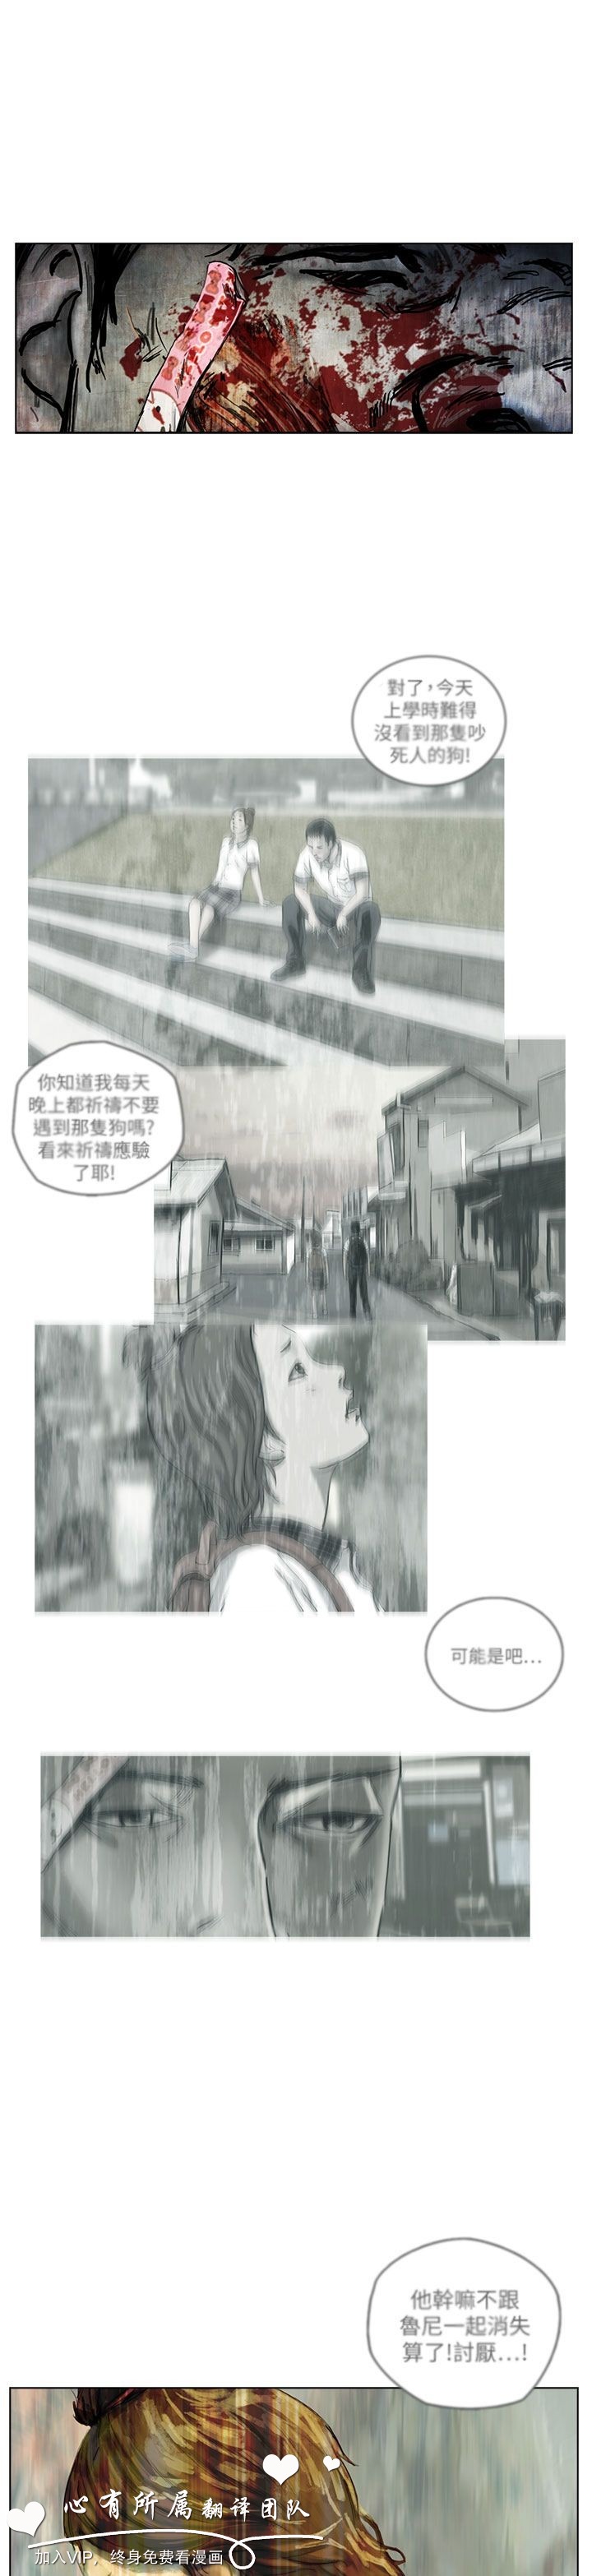 對了，今天
上學時難得
沒看到那隻吵
死人的狗!
你知道我每天
晚上都祈禱不要
遇到那隻狗嗎?
看來祈禱應驗
了耶!
可能是吧...
他幹嘛不跟
魯尼一起消失
算了!討厭...!
心有所属翻译团队
加入VIP，终身免费看漫画